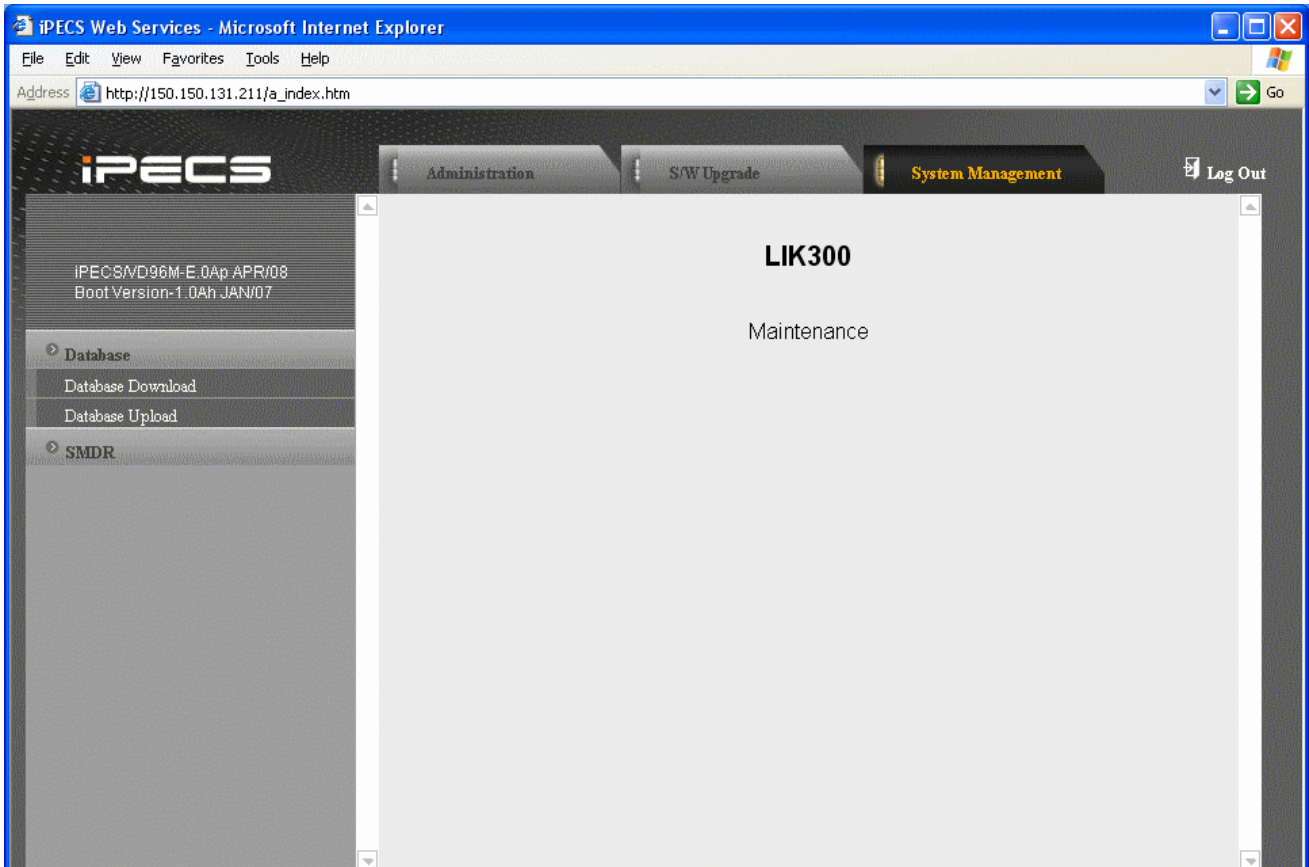 iPECS Web Services - Microsoft Internet Explorer
File Edit View Favorites Tools Help
Address http://150.150.131.211/a_index.htm Go
iPECS
Administration S/W Upgrade System Management Log Out
iPECS/VD96M-E.0Ap APR/08
Boot Version-1.0Ah JAN/07
Database
Database Download
Database Upload
SMDR
LIK300
Maintenance